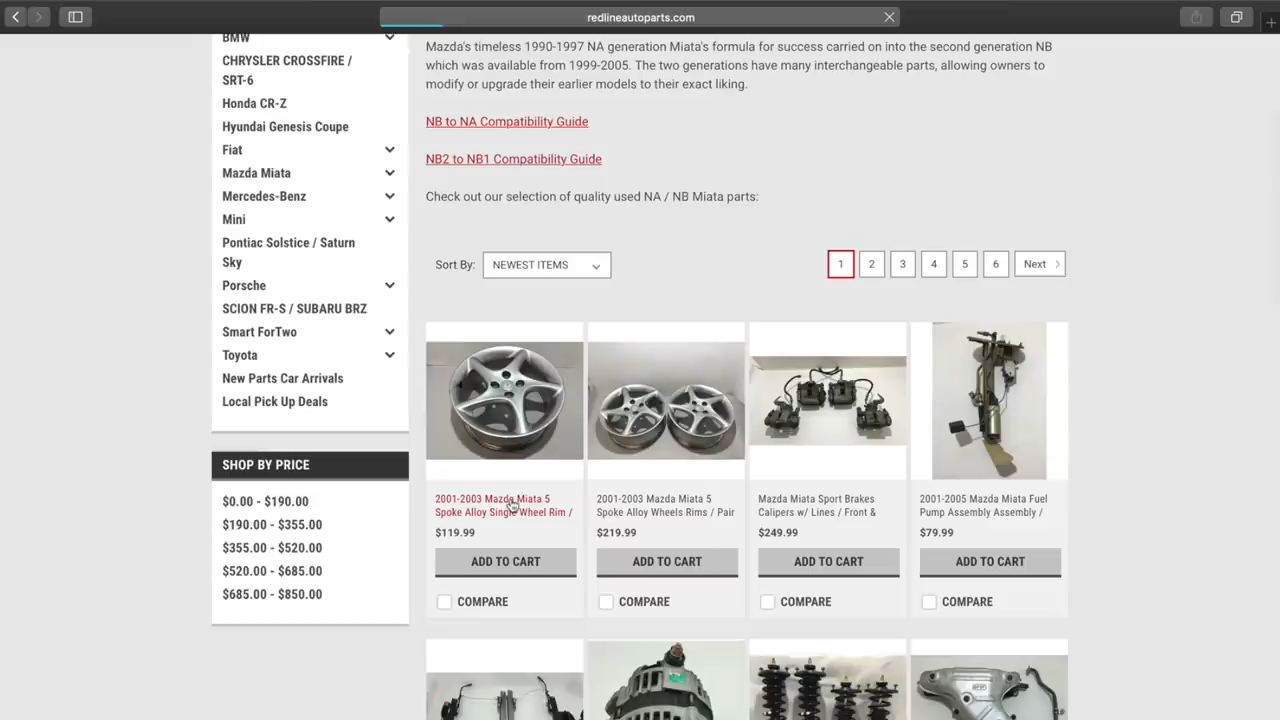 redlineautoparts.com
BMW
CHRYSLER CROSSFIRE /
SRT-6
Honda CR-Z
Hyundai Genesis Coupe
Fiat
Mazda Miata
Mercedes-Benz
Mini
Pontiac Solstice / Saturn
Sky
Porsche
SCION FR-S / SUBARU BRZ
Smart ForTwo
Toyota
New Parts Car Arrivals
Local Pick Up Deals
SHOP BY PRICE
$0.00 - $190.00
$190.00 - $355.00
$355.00 - $520.00
$520.00 - $685.00
$685.00 - $850.00
Mazda's timeless 1990-1997 NA generation Miata's formula for success carried on into the second generation NB
which was available from 1999-2005. The two generations have many interchangeable parts, allowing owners to
modify or upgrade their earlier models to their exact liking.
NB to NA Compatibility Guide
NB2 to NB1 Compatibility Guide
Check out our selection of quality used NA / NB Miata parts:
Sort By: NEWEST ITEMS
1 2 3 4 5 6 Next
2001-2003 Mazda Miata 5
Spoke Alloy Single Wheel Rim /
$119.99
ADD TO CART
COMPARE
2001-2003 Mazda Miata 5
Spoke Alloy Wheels Rims / Pair
$219.99
ADD TO CART
COMPARE
Mazda Miata Sport Brakes
Calipers w/ Lines / Front &
$249.99
ADD TO CART
COMPARE
2001-2005 Mazda Miata Fuel
Pump Assembly Assembly /
$79.99
ADD TO CART
COMPARE